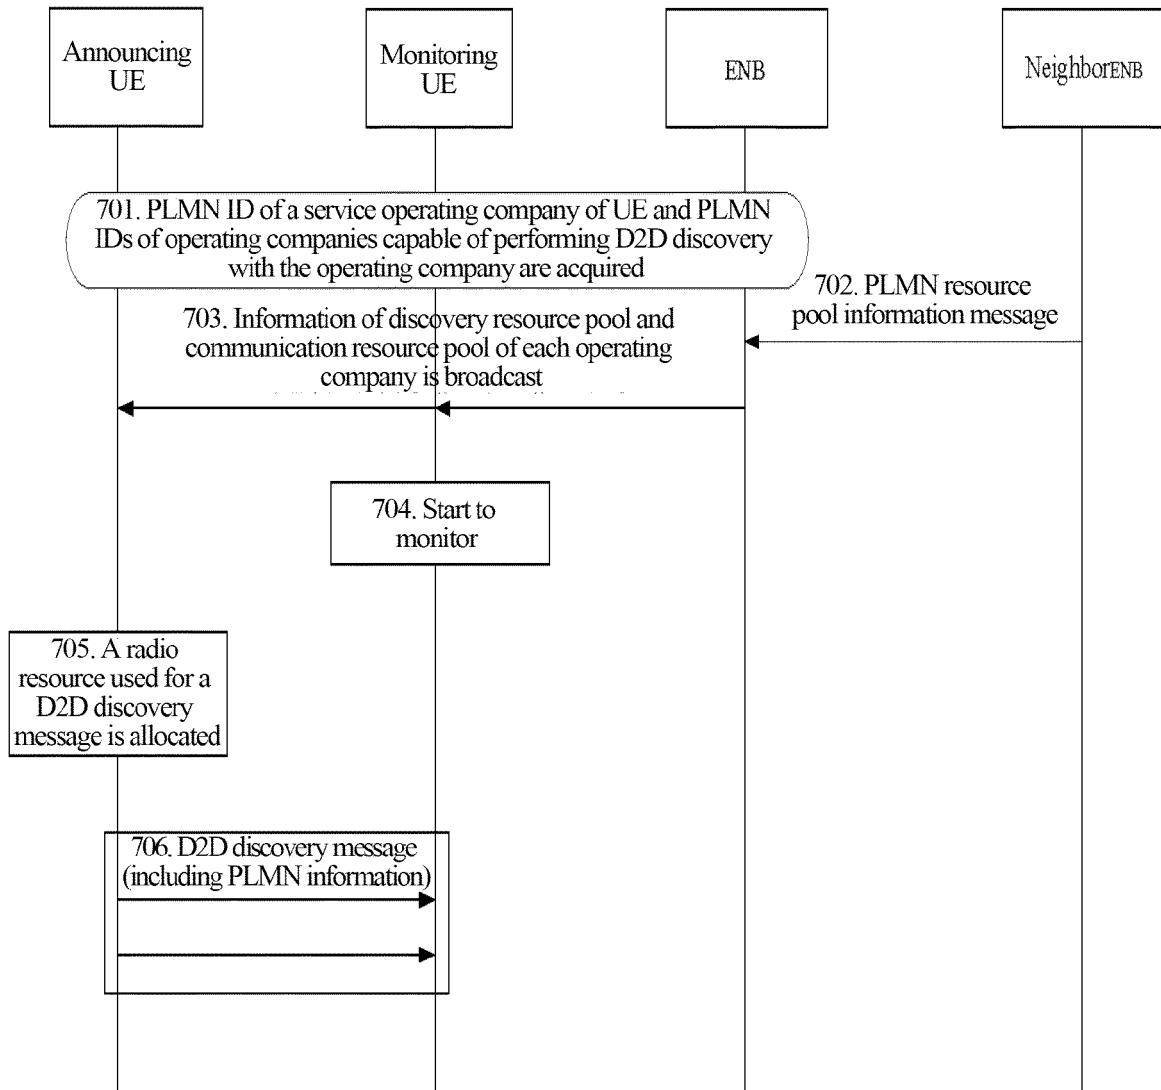 Announcing
UE
Monitoring
UE
ENB
NeighborENB
701. PLMN ID of a service operating company of UE and PLMN
IDs of operating companies capable of performing D2D discovery
with the operating company are acquired
702. PLMN resource
pool information message
703. Information of discovery resource pool and
communication resource pool of each operating
company is broadcast
704. Start to
monitor
705. A radio
resource used for a
D2D discovery
message is allocated
706. D2D discovery message
(including PLMN information)